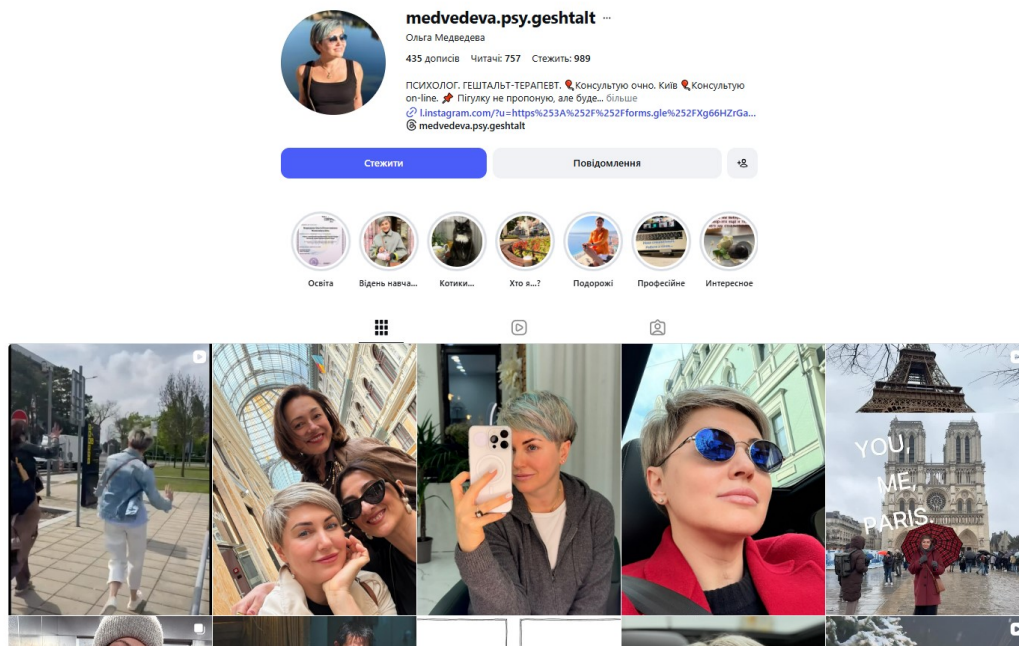 medvedeva.psy.geshtalt ...
Ольга Медведева
435 дописів Читачі: 757 Стежить: 989
ПСИХОЛОГ. ГЕШТАЛЬТ-ТЕРАПЕВТ. Консультую очно. Київ Консультую
on-line. Пігулку не пропоную, але буде... більше
l.instagram.com/?u=https%253A%252F%252Fforms.gle%252FXg66HZrGa...
medvedeva.psy.geshtalt
Стежити Повідомлення
Освіта Відень навча... Котики... Хто я...? Подорожі Професійне Интересное
YOU,
ME,
PARIS